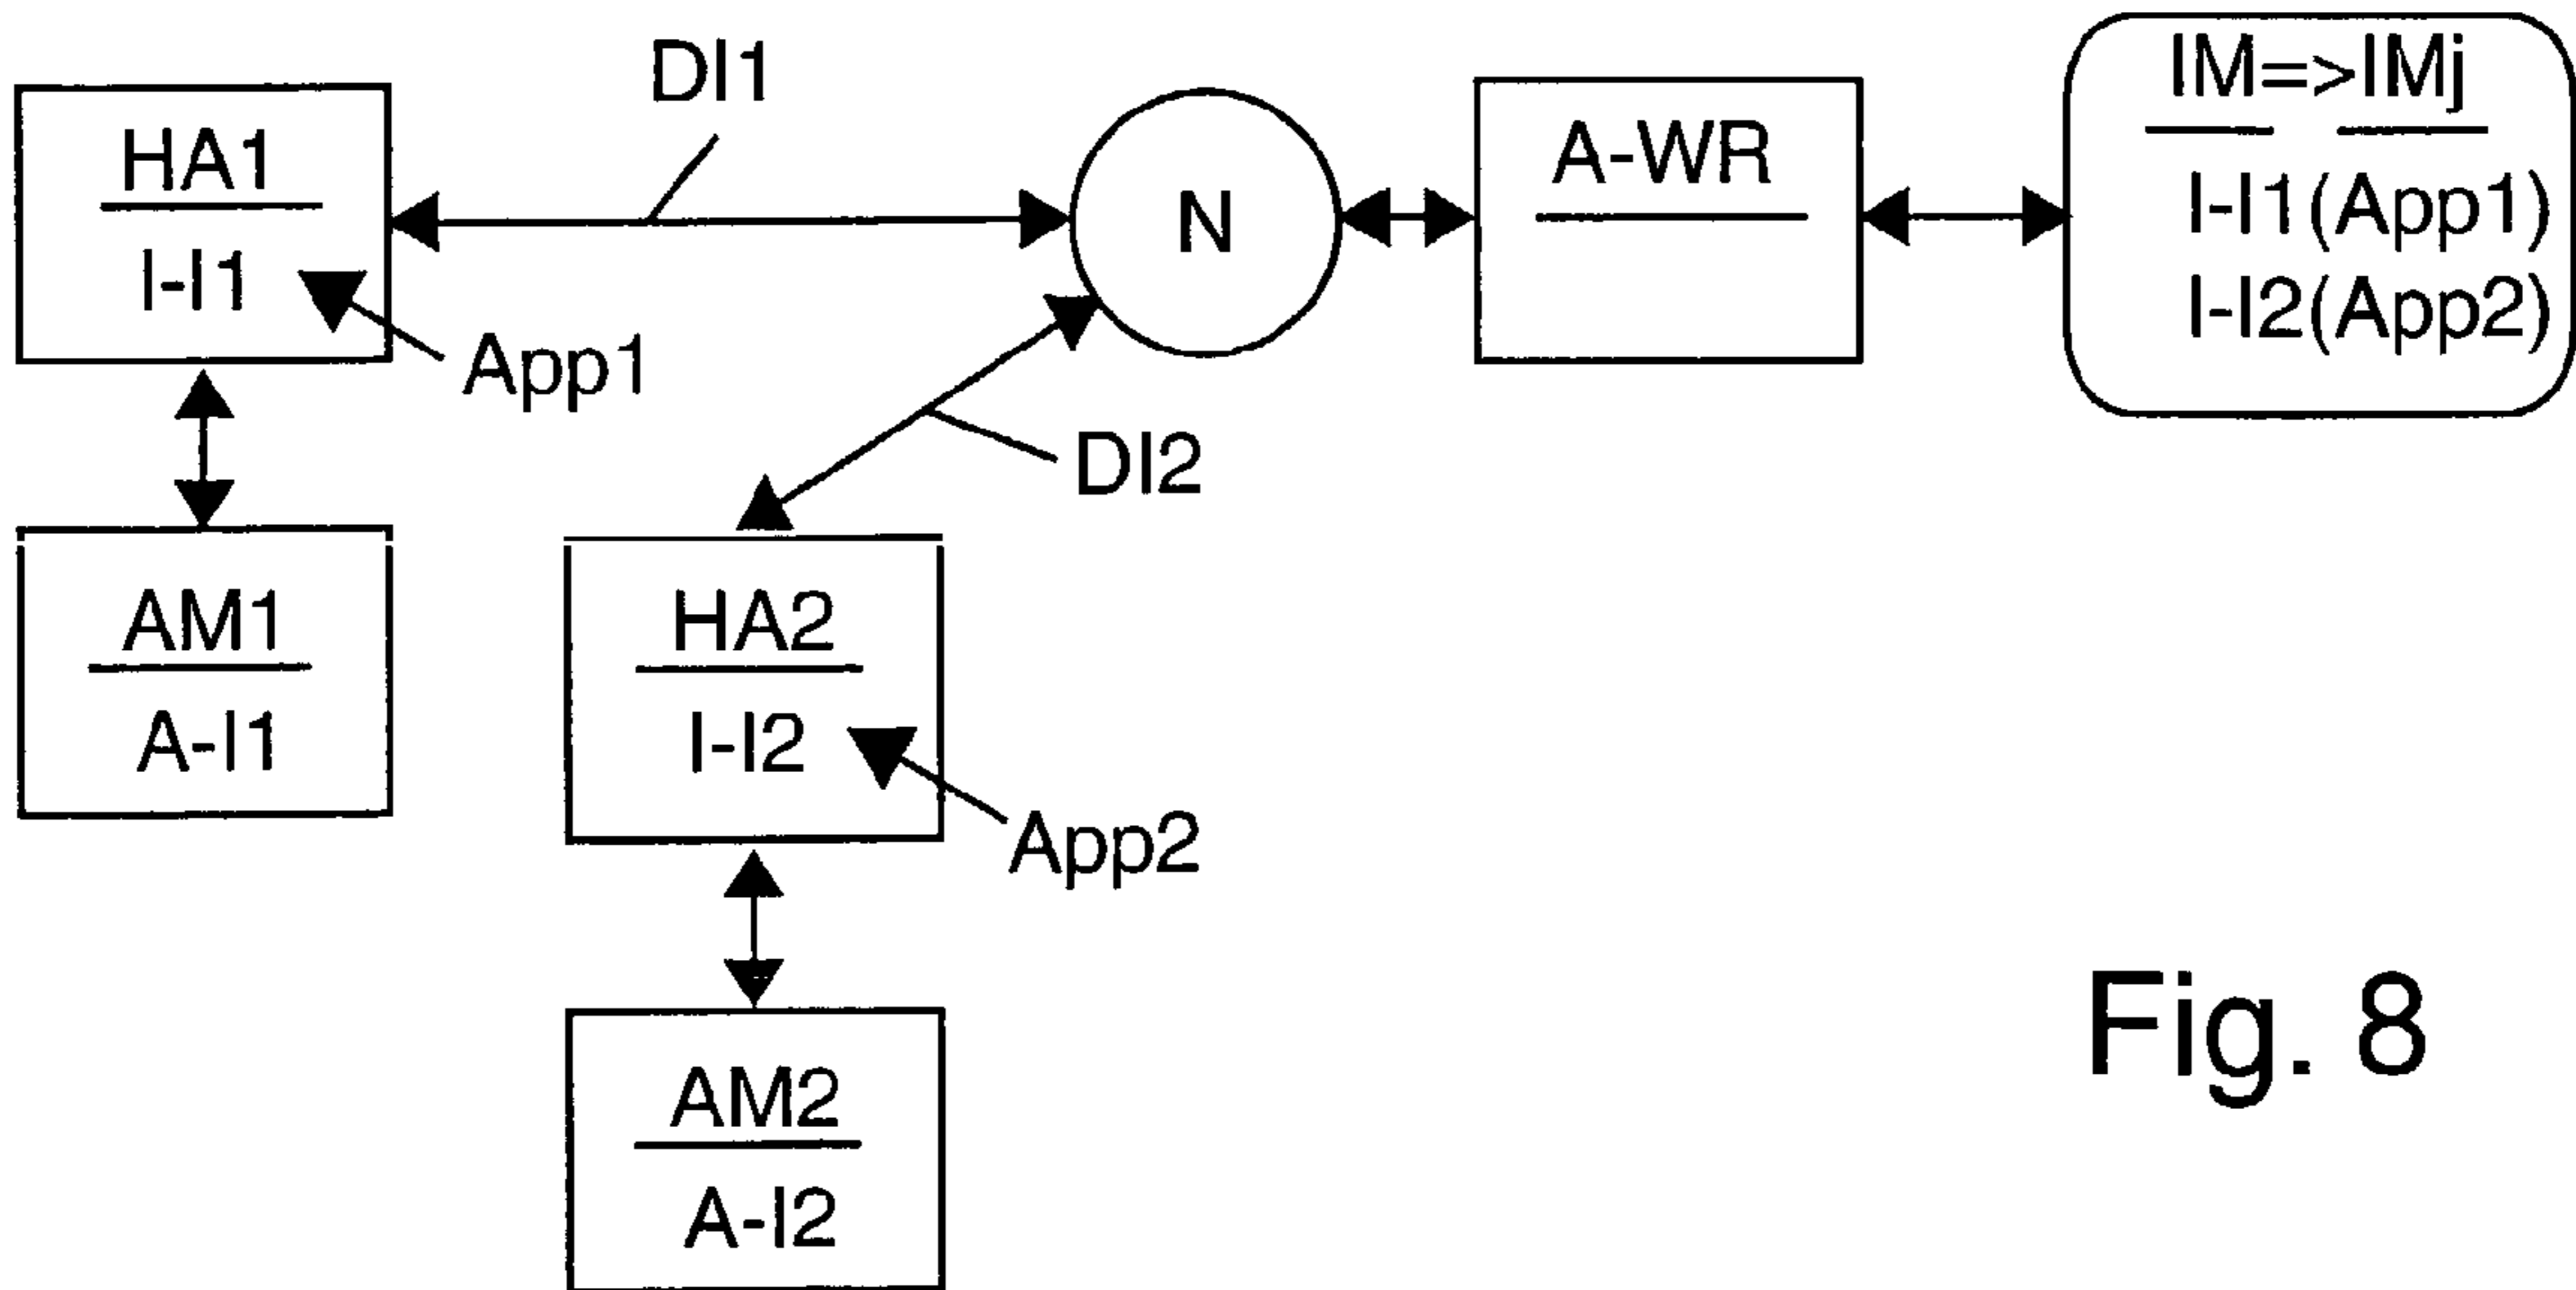 DI1
HA1
I-I1
App1
N
A-WR
IM=>IMj
I-I1(App1)
I-I2(App2)
DI2
AM1
A-I1
HA2
I-I2
App2
AM2
A-I2
Fig. 8